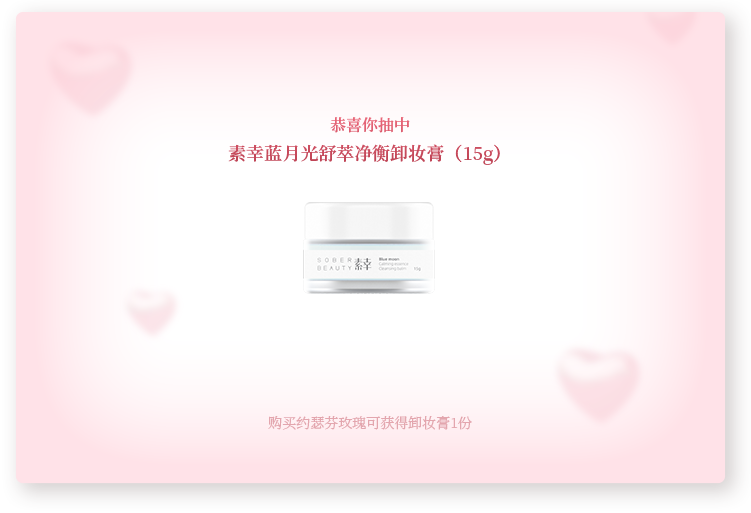 恭喜你抽中
素幸蓝月光舒萃净衡卸妆膏（15g）
SOBER
BEAUTY
素幸
Blue moon
Calming essence
cleansing balm
15g
购买约瑟芬玫瑰可获得卸妆膏1份